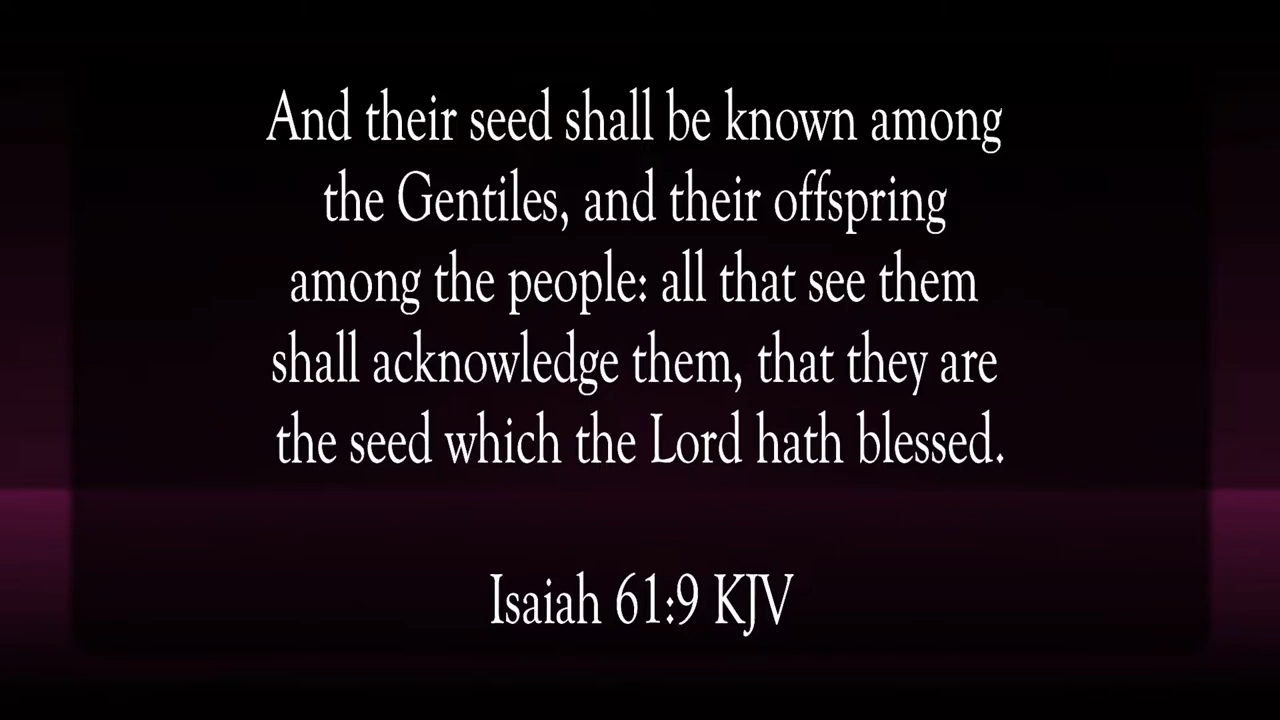 And their seed shall be known among
the Gentiles, and their offspring
among the people: all that see them
shall acknowledge them, that they are
the seed which the Lord hath blessed.
Isaiah 61:9 KJV